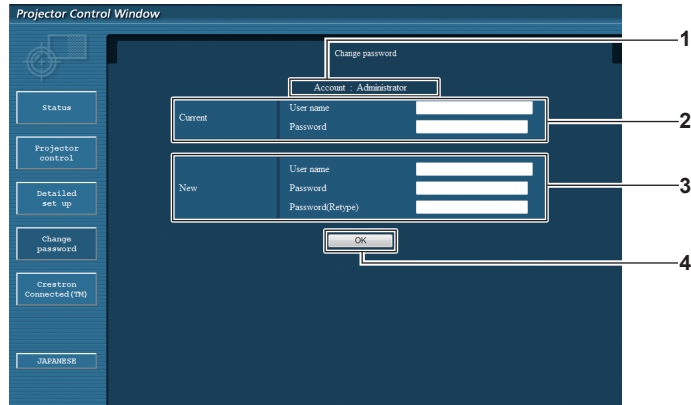 Projector Control Window
1
Change password
Account : Administrator
Status
Current
User name
Password
2
Projector
control
New
User name
Password
Password(Retype)
3
Detailed
set up
Change
password
OK
4
Crestron
Connected(TM)
JAPANESE